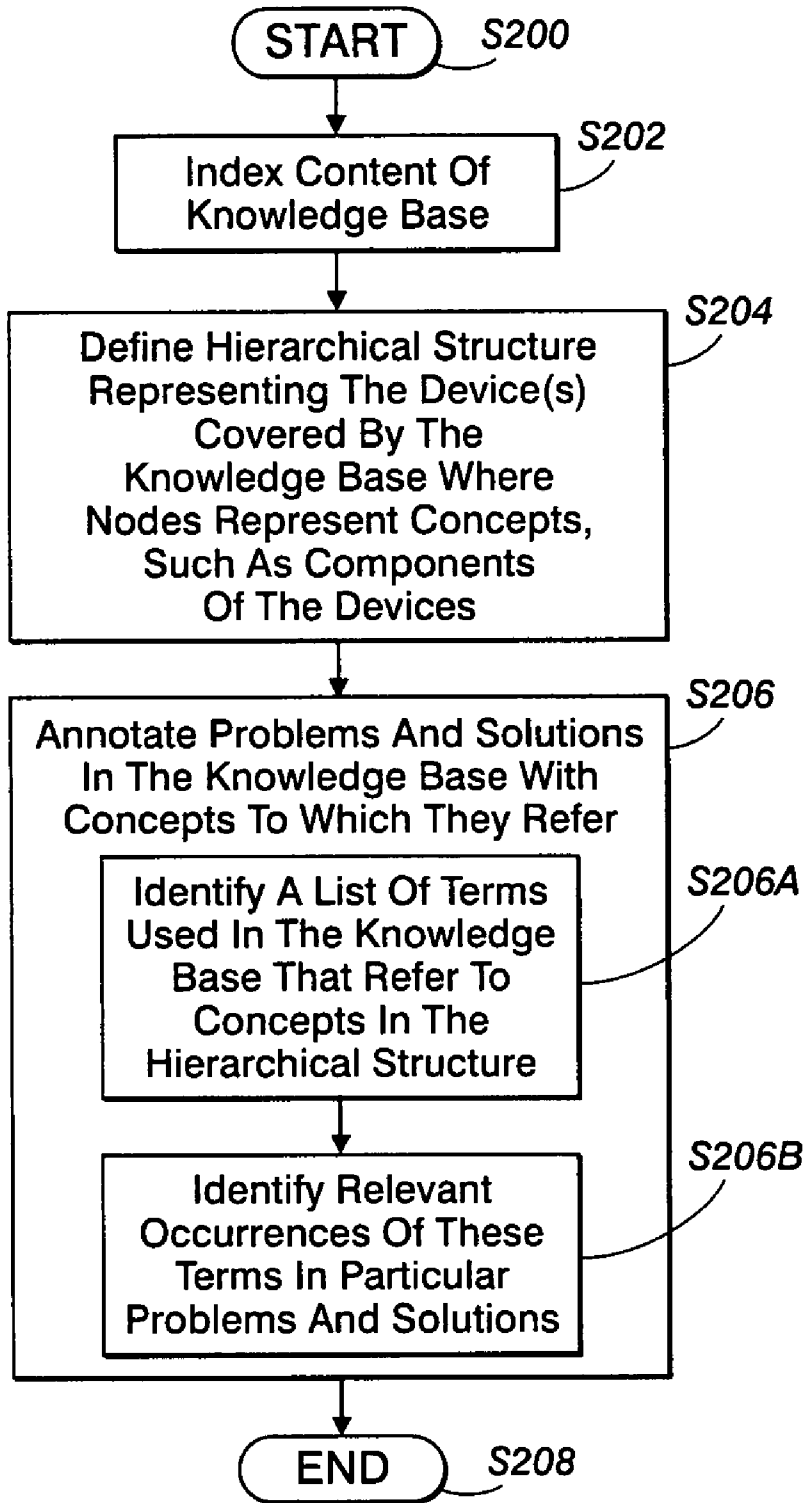 START
S200
Index Content Of
Knowledge Base
S202
Define Hierarchical Structure
Representing The Device(s)
Covered By The
Knowledge Base Where
Nodes Represent Concepts,
Such As Components
Of The Devices
S204
Annotate Problems And Solutions
In The Knowledge Base With
Concepts To Which They Refer
S206
Identify A List Of Terms
Used In The Knowledge
Base That Refer To
Concepts In The
Hierarchical Structure
S206A
Identify Relevant
Occurrences Of These
Terms In Particular
Problems And Solutions
S206B
END
S208